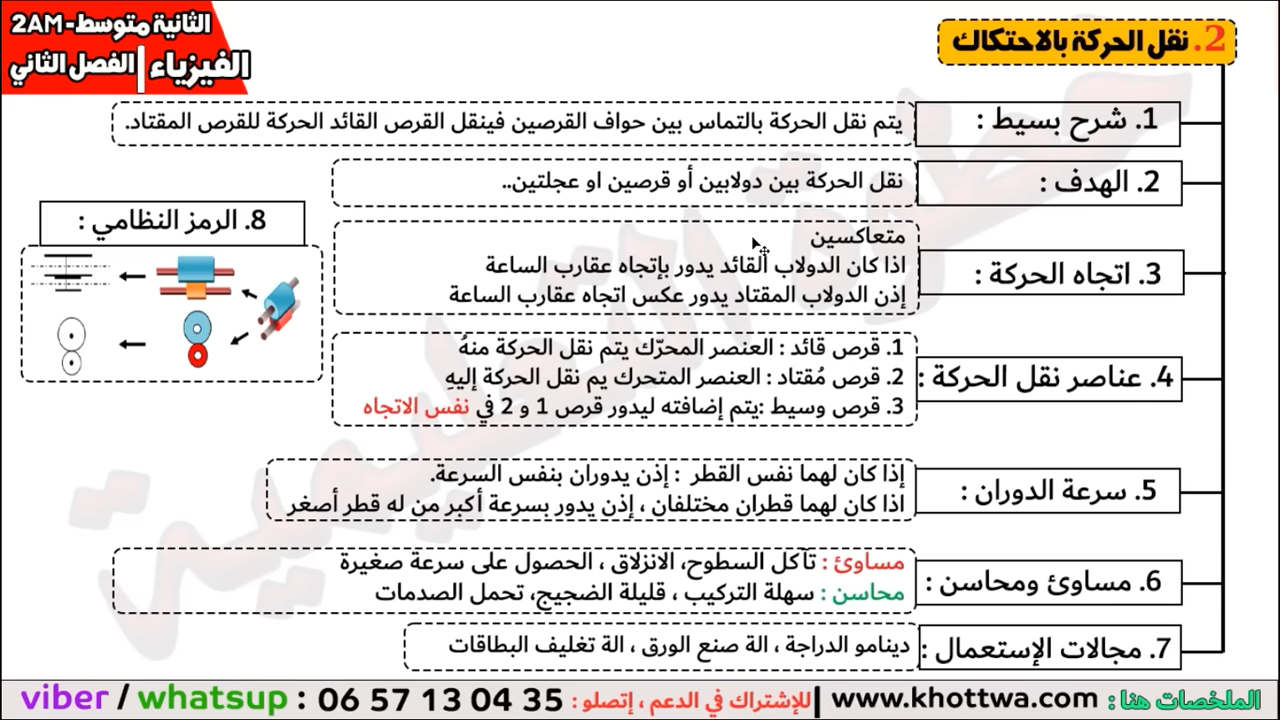 الثانية متوسط-2AM
الفيزياء | الفصل الثاني
2. نقل الحركة بالاحتكاك
1. شرح بسيط :
يتم نقل الحركة بالتماس بين حواف القرصين فينقل القرص القائد الحركة للقرص المقتاد.
2. الهدف :
نقل الحركة بين دولابين أو قرصين او عجلتين..
3. اتجاه الحركة :
متعاكسين
اذا كان الدولاب القائد يدور بإتجاه عقارب الساعة
إذن الدولاب المقتاد يدور عكس اتجاه عقارب الساعة
4. عناصر نقل الحركة :
1. قرص قائد : العنصر المحرّك يتم نقل الحركة منهُ
2. قرص مُقتاد : العنصر المتحرك يم نقل الحركة إليهِ
3. قرص وسيط :يتم إضافته ليدور قرص 1 و 2 في نفس الاتجاه
5. سرعة الدوران :
إذا كان لهما نفس القطر : إذن يدوران بنفس السرعة.
اذا كان لهما قطران مختلفان ، إذن يدور بسرعة أكبر من له قطر أصغر
6. مساوئ ومحاسن :
مساوئ : تآكل السطوح، الانزلاق ، الحصول على سرعة صغيرة
محاسن : سهلة التركيب ، قليلة الضجيج، تحمل الصدمات
7. مجالات الإستعمال :
دينامو الدراجة ، الة صنع الورق ، الة تغليف البطاقات
8. الرمز النظامي :
الملخصات هنا : www.khottwa.com | للإشتراك في الدعم ، إتصلو : viber / whatsup : 06 57 13 04 35
خطوة التعليمية